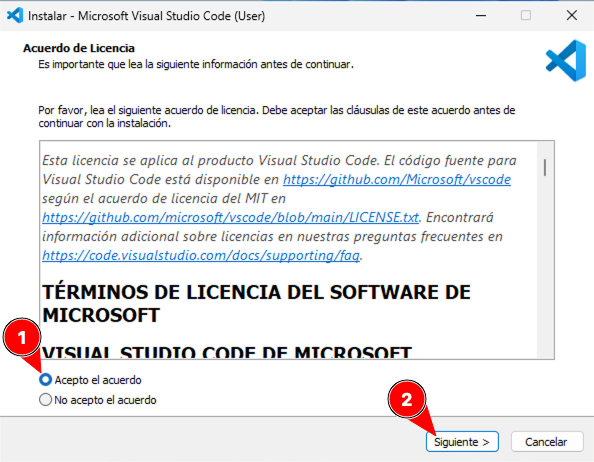 Instalar - Microsoft Visual Studio Code (User)
Acuerdo de Licencia
Es importante que lea la siguiente información antes de continuar.
Por favor, lea el siguiente acuerdo de licencia. Debe aceptar las cláusulas de este acuerdo antes de
continuar con la instalación.
Esta licencia se aplica al producto Visual Studio Code. El código fuente para
Visual Studio Code está disponible en https://github.com/Microsoft/vscode
según el acuerdo de licencia del MIT en
https://github.com/microsoft/vscode/blob/main/LICENSE.txt. Encontrará
información adicional sobre licencias en nuestras preguntas frecuentes en
https://code.visualstudio.com/docs/supporting/faq.
TÉRMINOS DE LICENCIA DEL SOFTWARE DE
MICROSOFT
VISUAL STUDIO CODE DE MICROSOFT
1
Acepto el acuerdo
No acepto el acuerdo
2
Siguiente > Cancelar